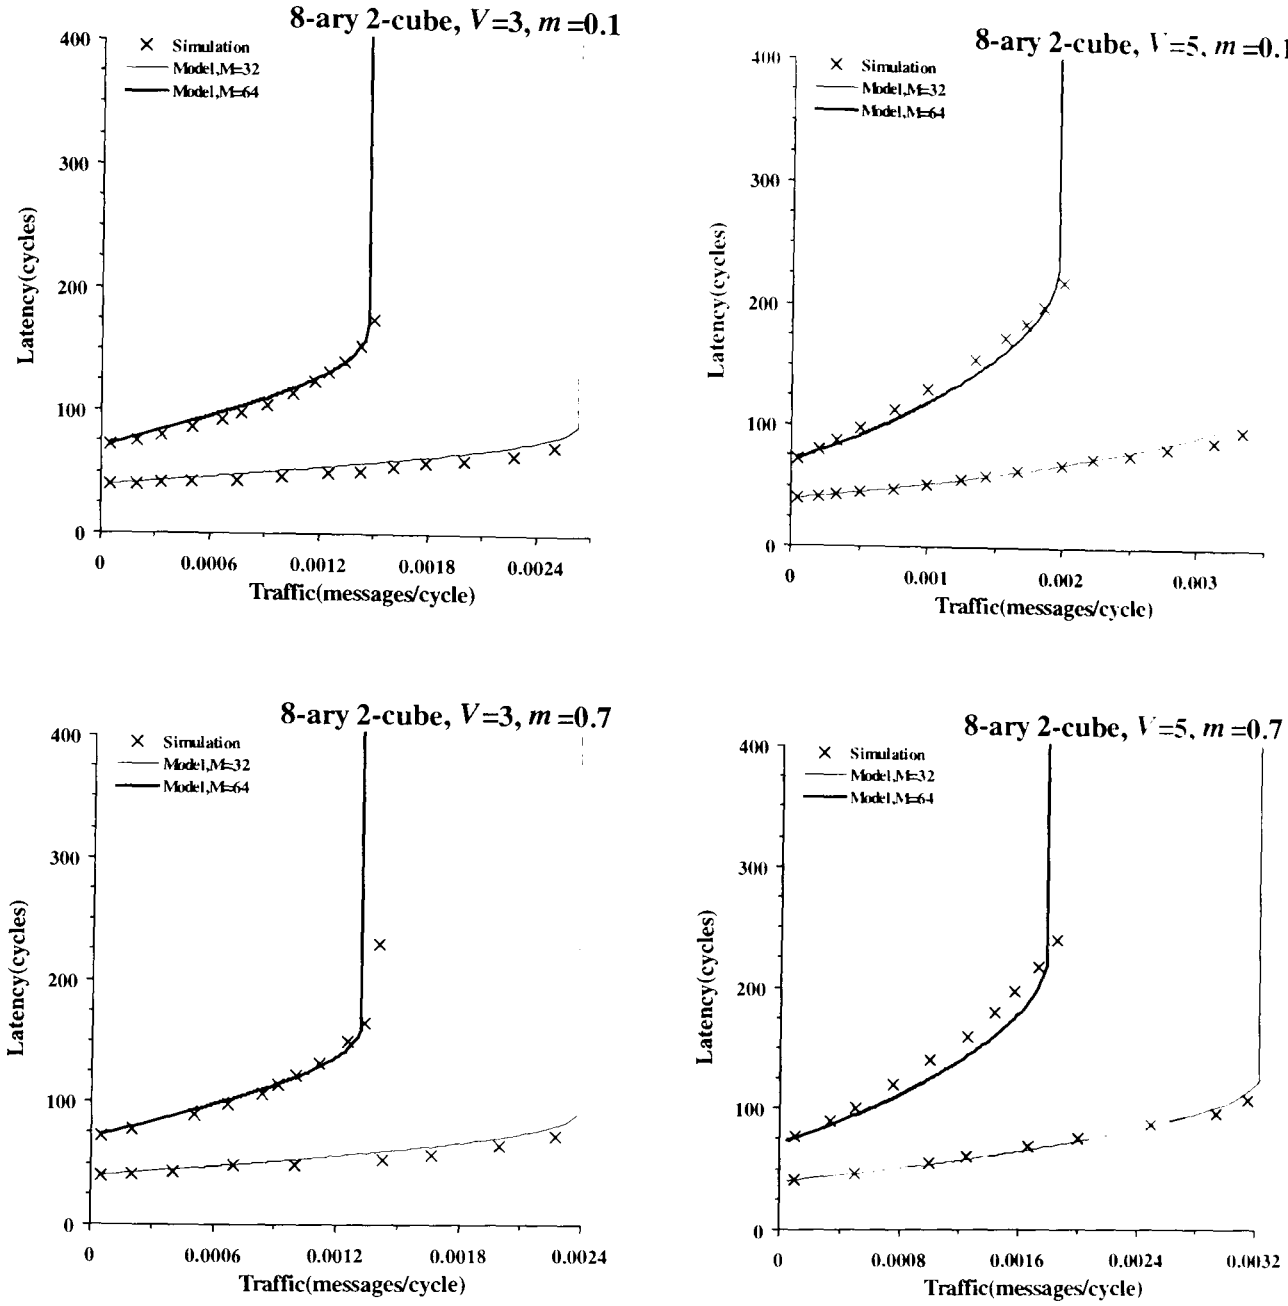 8-ary 2-cube, V=3, m=0.1
400
Simulation
Model,M=32
Model,M=64
300
200
100
0
Latency(cycles)
0 0.0006 0.0012 0.0018 0.0024
Traffic(messages/cycle)
8-ary 2-cube, V=5, m=0.1
400
Simulation
Model,M=32
Model,M=64
300
200
100
0
Latency(cycles)
0 0.001 0.002 0.003
Traffic(messages/cycle)
8-ary 2-cube, V=3, m=0.7
400
Simulation
Model,M=32
Model,M=64
300
200
100
0
Latency(cycles)
0 0.0006 0.0012 0.0018 0.0024
Traffic(messages/cycle)
8-ary 2-cube, V=5, m=0.7
400
Simulation
Model,M=32
Model,M=64
300
200
100
0
Latency(cycles)
0 0.0008 0.0016 0.0024 0.0032
Traffic(messages/cycle)